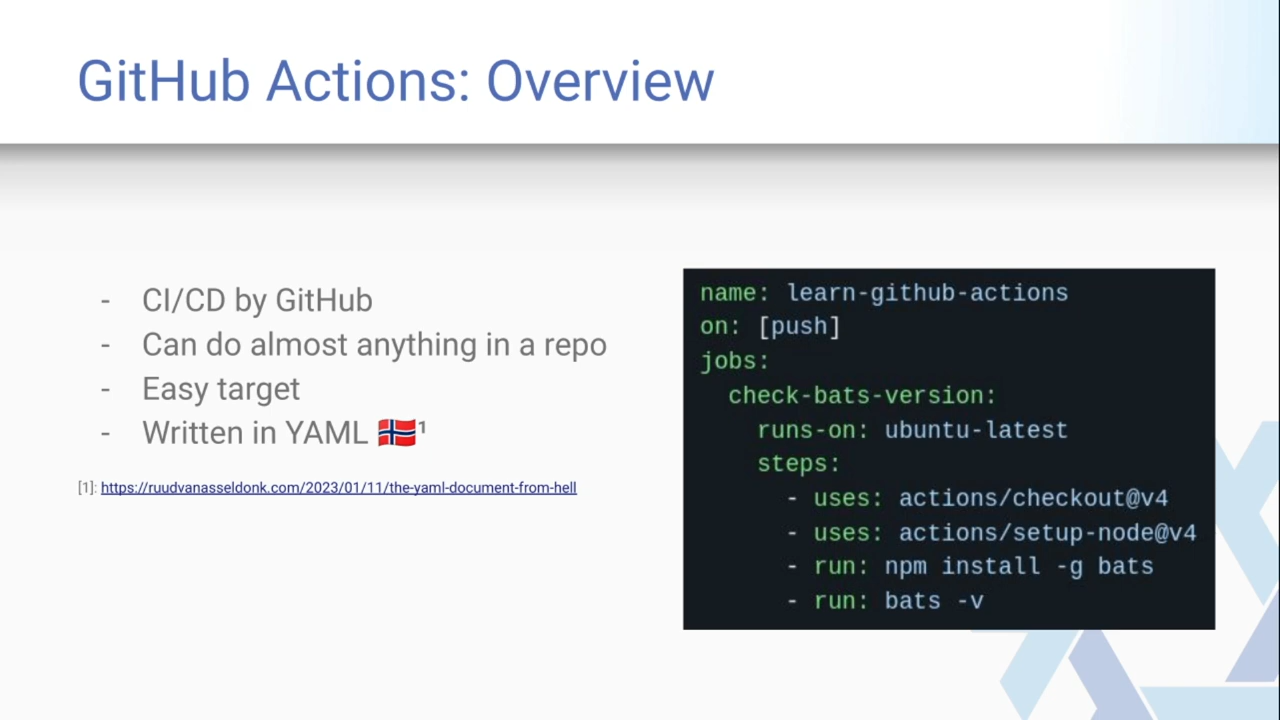 GitHub Actions: Overview
- CI/CD by GitHub
- Can do almost anything in a repo
- Easy target
- Written in YAML 🇳🇴¹
[1]: https://ruudvanasseldonk.com/2023/01/11/the-yaml-document-from-hell
name: learn-github-actions
on: [push]
jobs:
  check-bats-version:
    runs-on: ubuntu-latest
    steps:
      - uses: actions/checkout@v4
      - uses: actions/setup-node@v4
      - run: npm install -g bats
      - run: bats -v